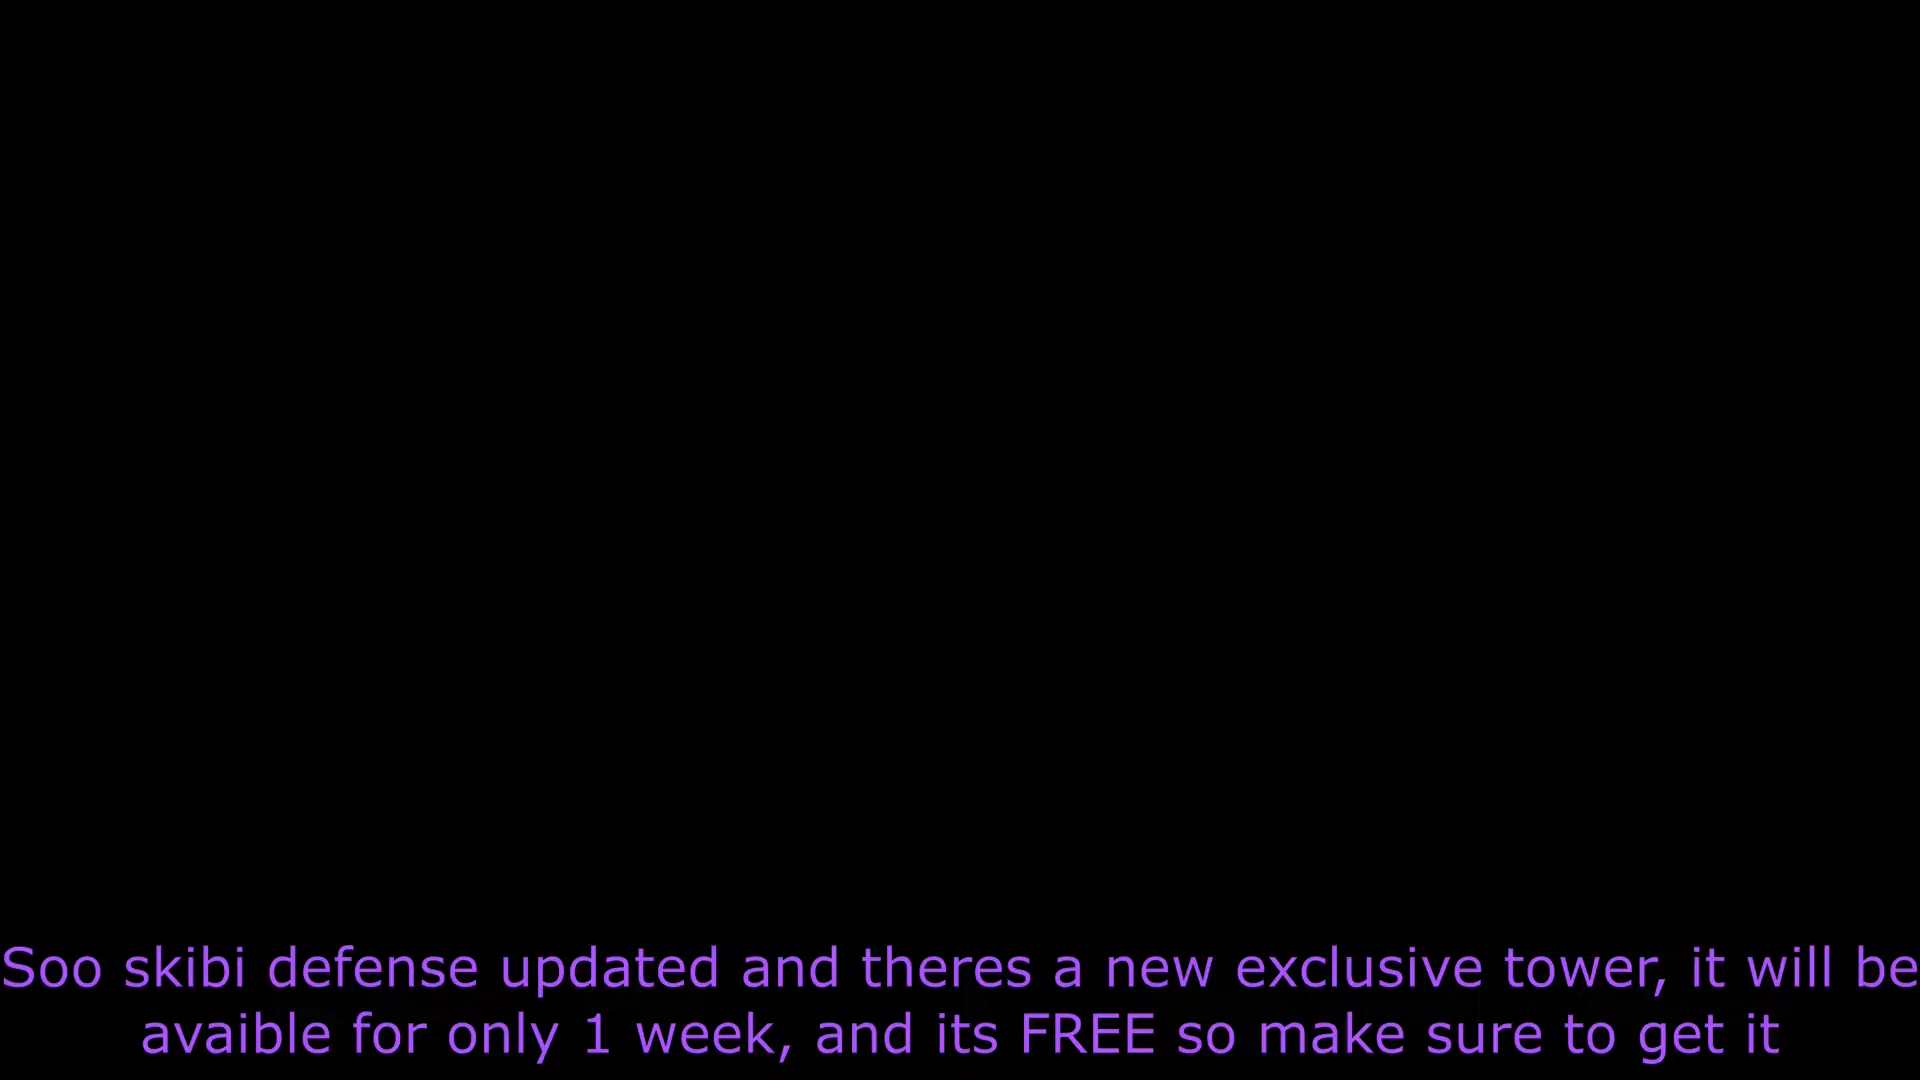 Soo skibi defense updated and theres a new exclusive tower, it will be
avaible for only 1 week, and its FREE so make sure to get it